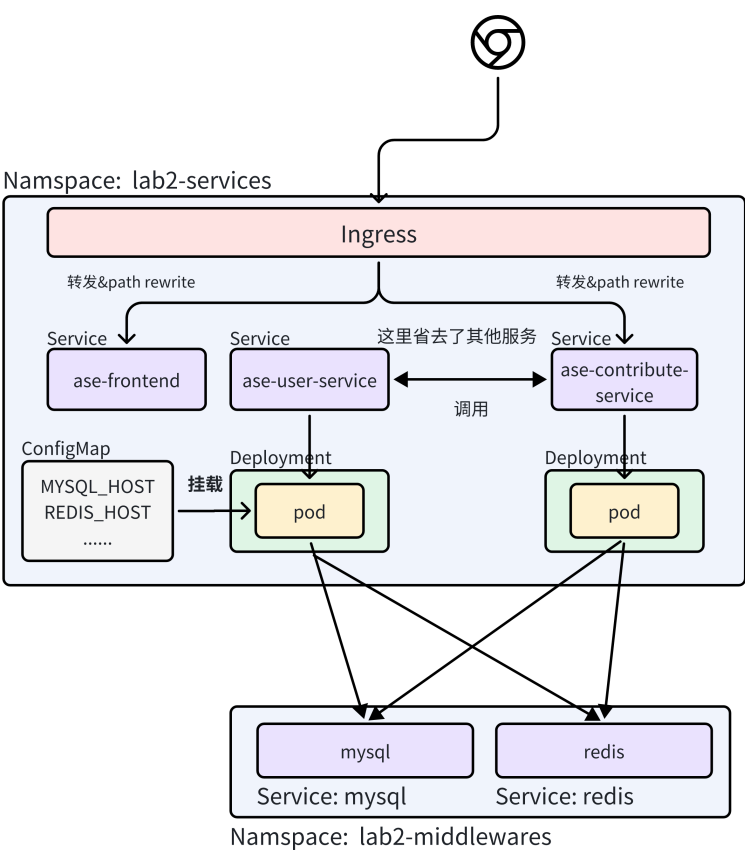 Namspace: lab2-services
Ingress
转发&path rewrite
转发&path rewrite
Service
Service
这里省去了其他服务
Service
ase-frontend
ase-user-service
ase-contribute-
service
调用
ConfigMap
Deployment
Deployment
MYSQL_HOST
REDIS_HOST
......
挂载
pod
pod
mysql
redis
Service: mysql
Service: redis
Namspace: lab2-middlewares